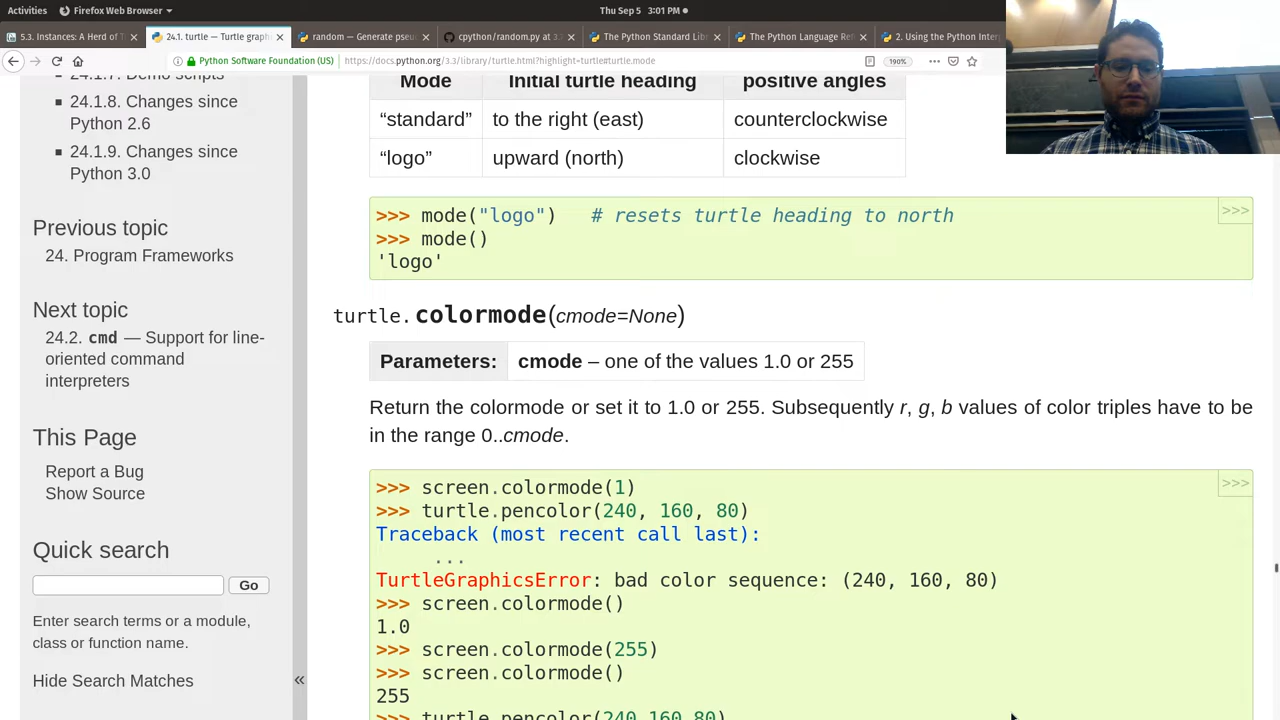 Activities
Firefox Web Browser
Thu Sep 5 3:01 PM
5.3. Instances: A Herd of T
24.1. turtle — Turtle graph
random — Generate pseu
cpython/random.py at 3
The Python Standard Lib
The Python Language Re
2. Using the Python Inter
Python Software Foundation (US)
https://docs.python.org/3.3/library/turtle.html?highlight=turtle#turtle.mode
190%
24.1.7. Demo scripts
24.1.8. Changes since
Python 2.6
24.1.9. Changes since
Python 3.0
Previous topic
24. Program Frameworks
Next topic
24.2. cmd — Support for line-
oriented command
interpreters
This Page
Report a Bug
Show Source
Quick search
Go
Enter search terms or a module,
class or function name.
Hide Search Matches
«
Mode Initial turtle heading positive angles
“standard” to the right (east) counterclockwise
“logo” upward (north) clockwise
>>>
>>> mode("logo")   # resets turtle heading to north
>>> mode()
'logo'
turtle.colormode(cmode=None)
Parameters: cmode – one of the values 1.0 or 255
Return the colormode or set it to 1.0 or 255. Subsequently r, g, b values of color triples have to be
in the range 0..cmode.
>>>
>>> screen.colormode(1)
>>> turtle.pencolor(240, 160, 80)
Traceback (most recent call last):
...
TurtleGraphicsError: bad color sequence: (240, 160, 80)
>>> screen.colormode()
1.0
>>> screen.colormode(255)
>>> screen.colormode()
255
>>> turtle.pencolor(240,160,80)